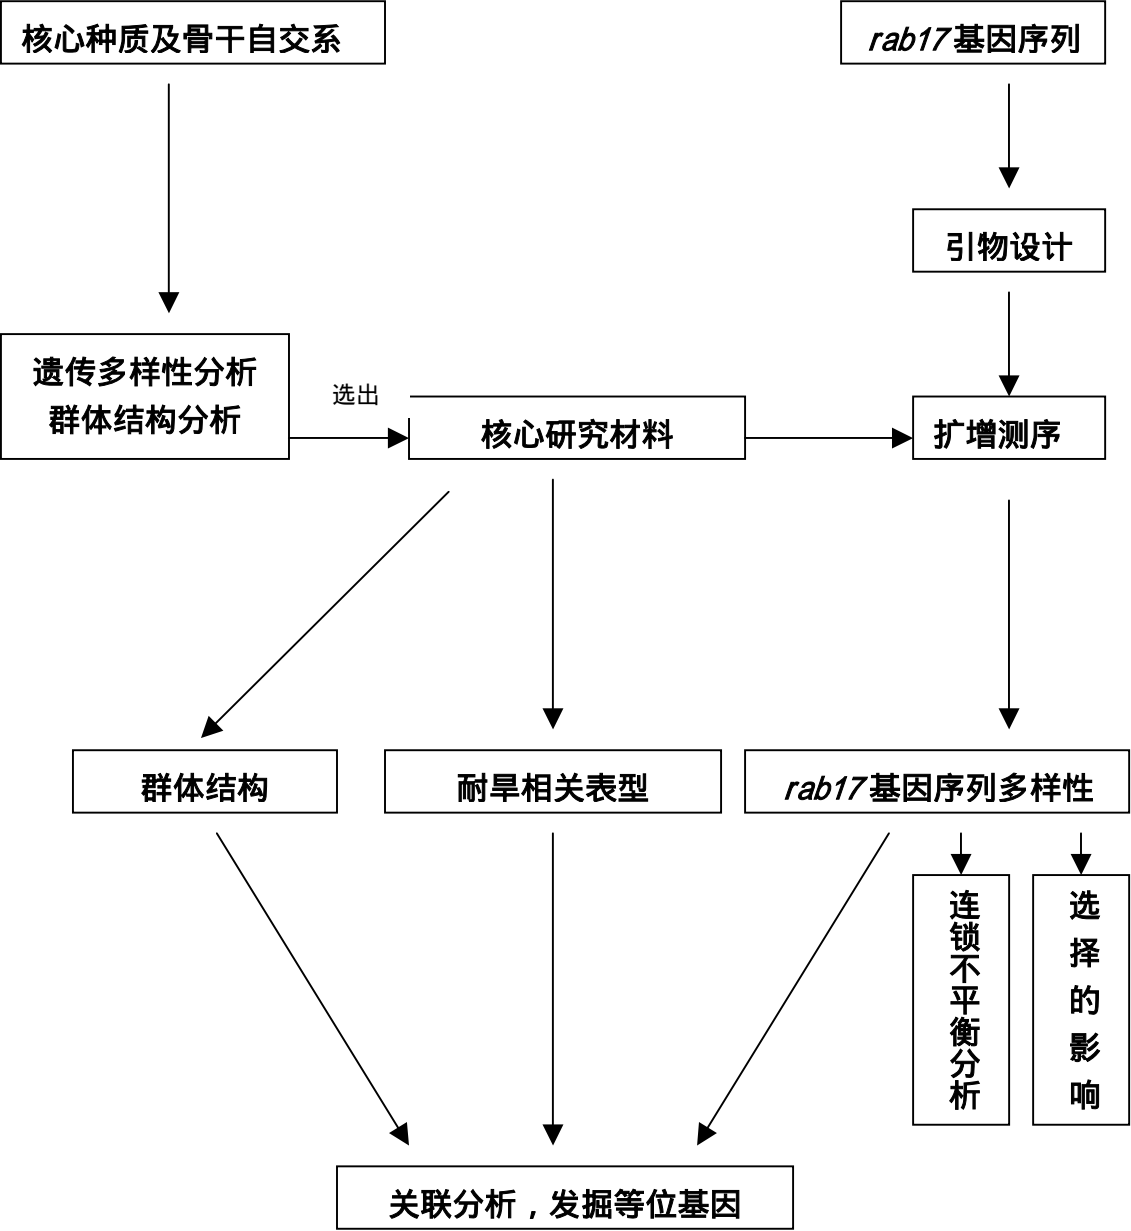 核心种质及骨干自交系
rab17基因序列
引物设计
遗传多样性分析
群体结构分析
选出
核心研究材料
扩增测序
群体结构
耐旱相关表型
rab17基因序列多样性
连锁不平衡分析
选择的影响
关联分析，发掘等位基因